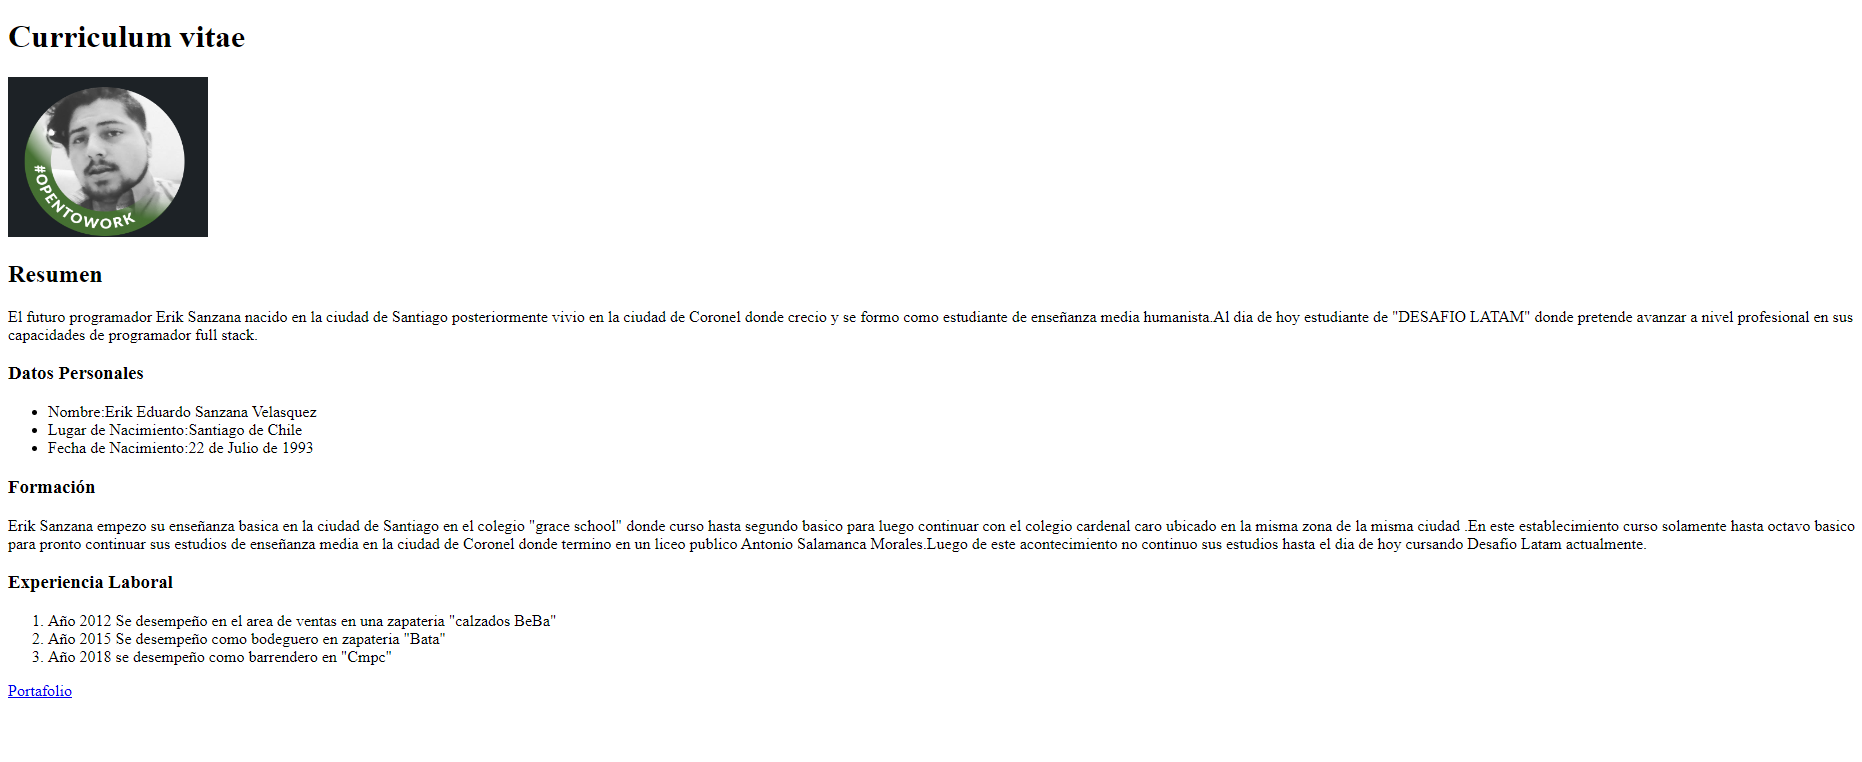 Curriculum vitae
#OPENTOWORK
Resumen
El futuro programador Erik Sanzana nacido en la ciudad de Santiago posteriormente vivio en la ciudad de Coronel donde crecio y se formo como estudiante de enseñanza media humanista.Al dia de hoy estudiante de "DESAFIO LATAM" donde pretende avanzar a nivel profesional en sus
capacidades de programador full stack.
Datos Personales
• Nombre:Erik Eduardo Sanzana Velasquez
• Lugar de Nacimiento:Santiago de Chile
• Fecha de Nacimiento:22 de Julio de 1993
Formación
Erik Sanzana empezo su enseñanza basica en la ciudad de Santiago en el colegio "grace school" donde curso hasta segundo basico para luego continuar con el colegio cardenal caro ubicado en la misma zona de la misma ciudad .En este establecimiento curso solamente hasta octavo basico
para pronto continuar sus estudios de enseñanza media en la ciudad de Coronel donde termino en un liceo publico Antonio Salamanca Morales.Luego de este acontecimiento no continuo sus estudios hasta el dia de hoy cursando Desafio Latam actualmente.
Experiencia Laboral
1. Año 2012 Se desempeño en el area de ventas en una zapateria "calzados BeBa"
2. Año 2015 Se desempeño como bodeguero en zapateria "Bata"
3. Año 2018 se desempeño como barrendero en "Cmpc"
Portafolio